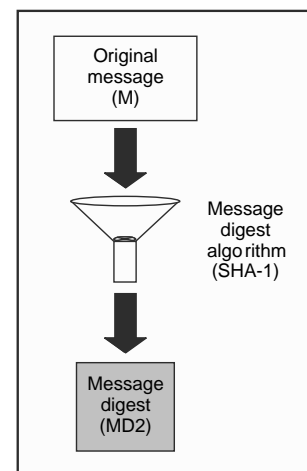 Original
message
(M)
Message
digest
algo rithm
(SHA-1)
Message
digest
(MD2)